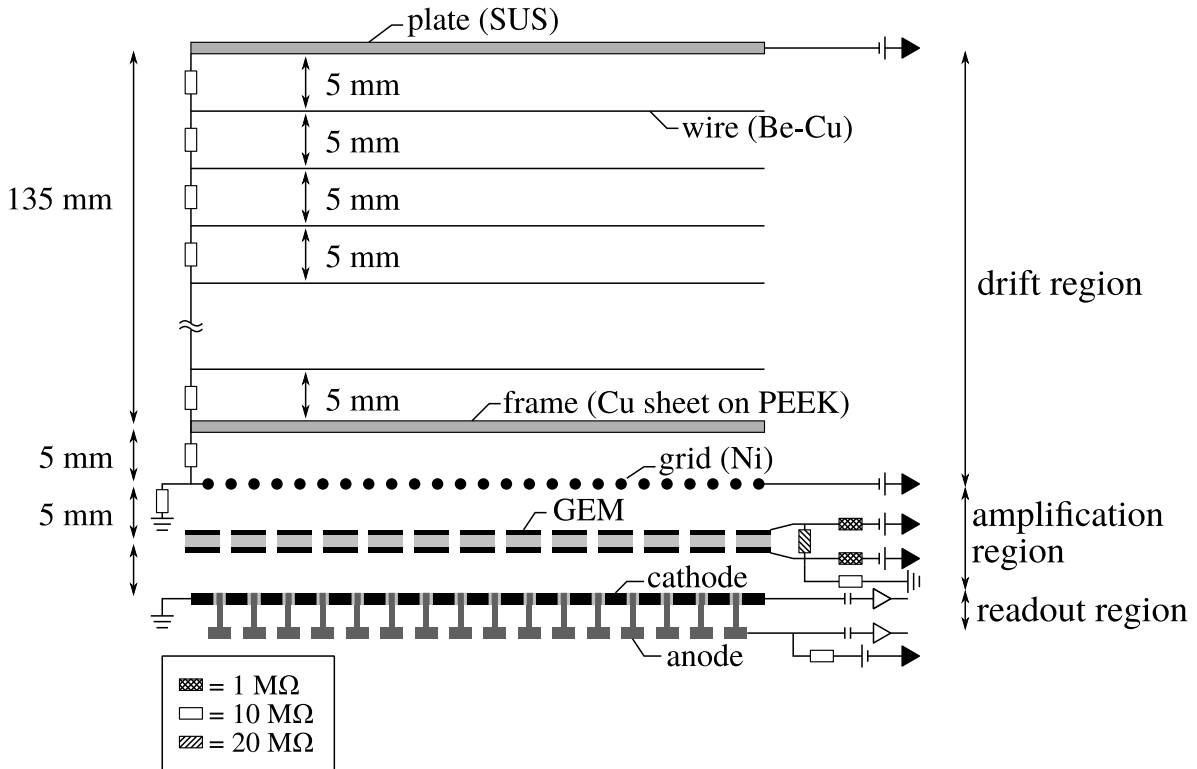 plate (SUS)
5 mm
wire (Be-Cu)
5 mm
135 mm
5 mm
5 mm
drift region
5 mm
frame (Cu sheet on PEEK)
5 mm
grid (Ni)
5 mm
GEM
amplification
region
cathode
readout region
anode
= 1 MΩ
= 10 MΩ
= 20 MΩ